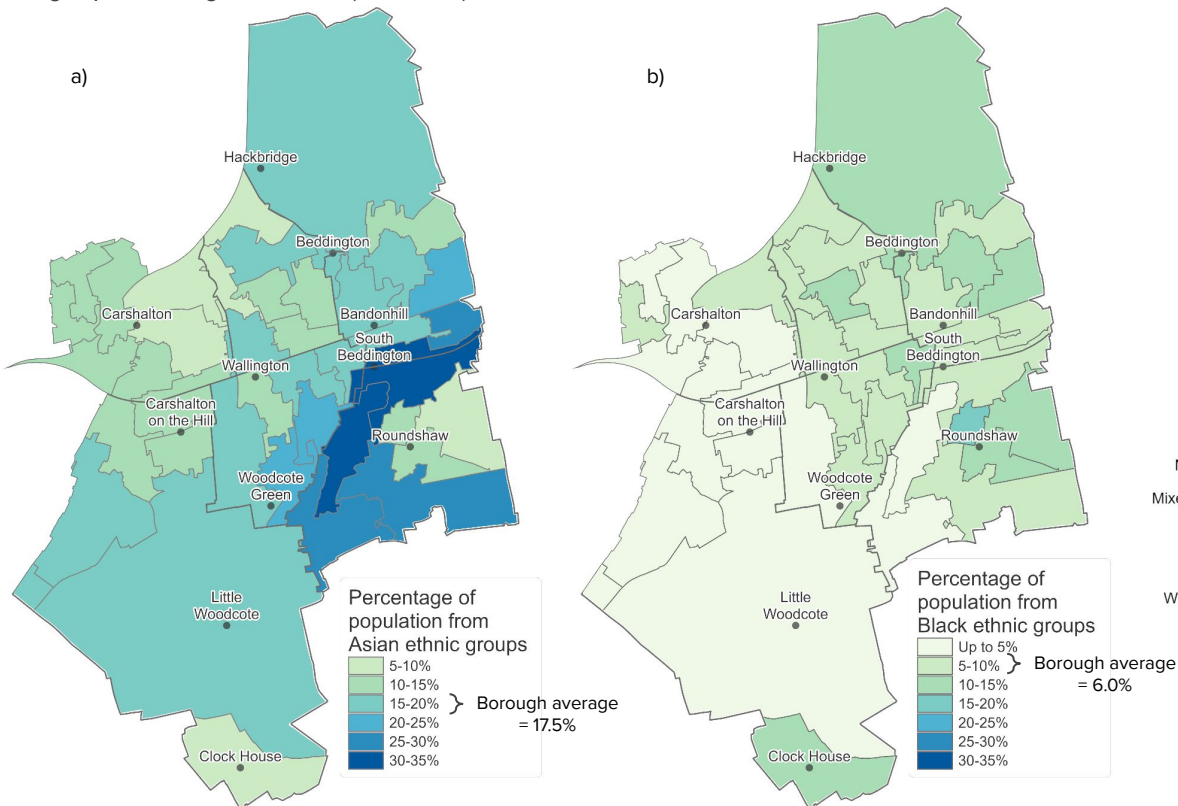 a)
Hackbridge
Beddington
Carshalton
Bandonhill
South
Beddington
Wallington
Carshalton
on the Hill
Roundshaw
Woodcote
Green
Little
Woodcote
Clock House
Percentage of
population from
Asian ethnic groups
5-10%
10-15%
15-20%
20-25%
25-30%
30-35%
} Borough average
= 17.5%
b)
Hackbridge
Beddington
Carshalton
Bandonhill
South
Beddington
Wallington
Carshalton
on the Hill
Roundshaw
Woodcote
Green
Little
Woodcote
Clock House
Percentage of
population from
Black ethnic groups
Up to 5%
5-10%
10-15%
15-20%
20-25%
25-30%
30-35%
} Borough average
= 6.0%